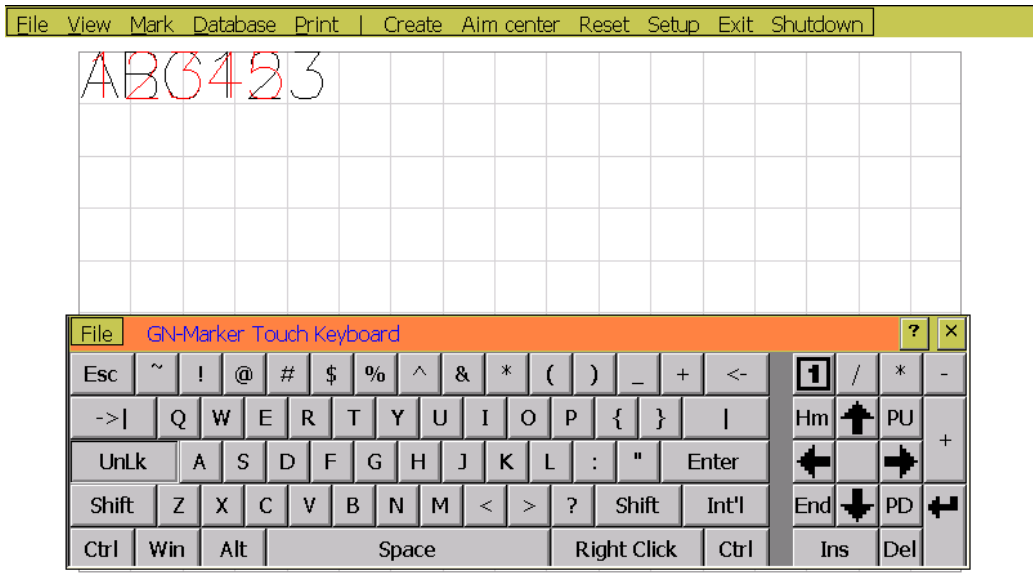 File View Mark Database Print | Create Aim center Reset Setup Exit Shutdown
ABC123
File GN-Marker Touch Keyboard ? ×
Esc ~ ! @ # $ % ^ & * ( ) _ + <- 1 / * -
->| Q W E R T Y U I O P { } | Hm PU +
UnLk A S D F G H J K L : " Enter
Shift Z X C V B N M < > ? Shift Int'l End PD
Ctrl Win Alt Space Right Click Ctrl Ins Del